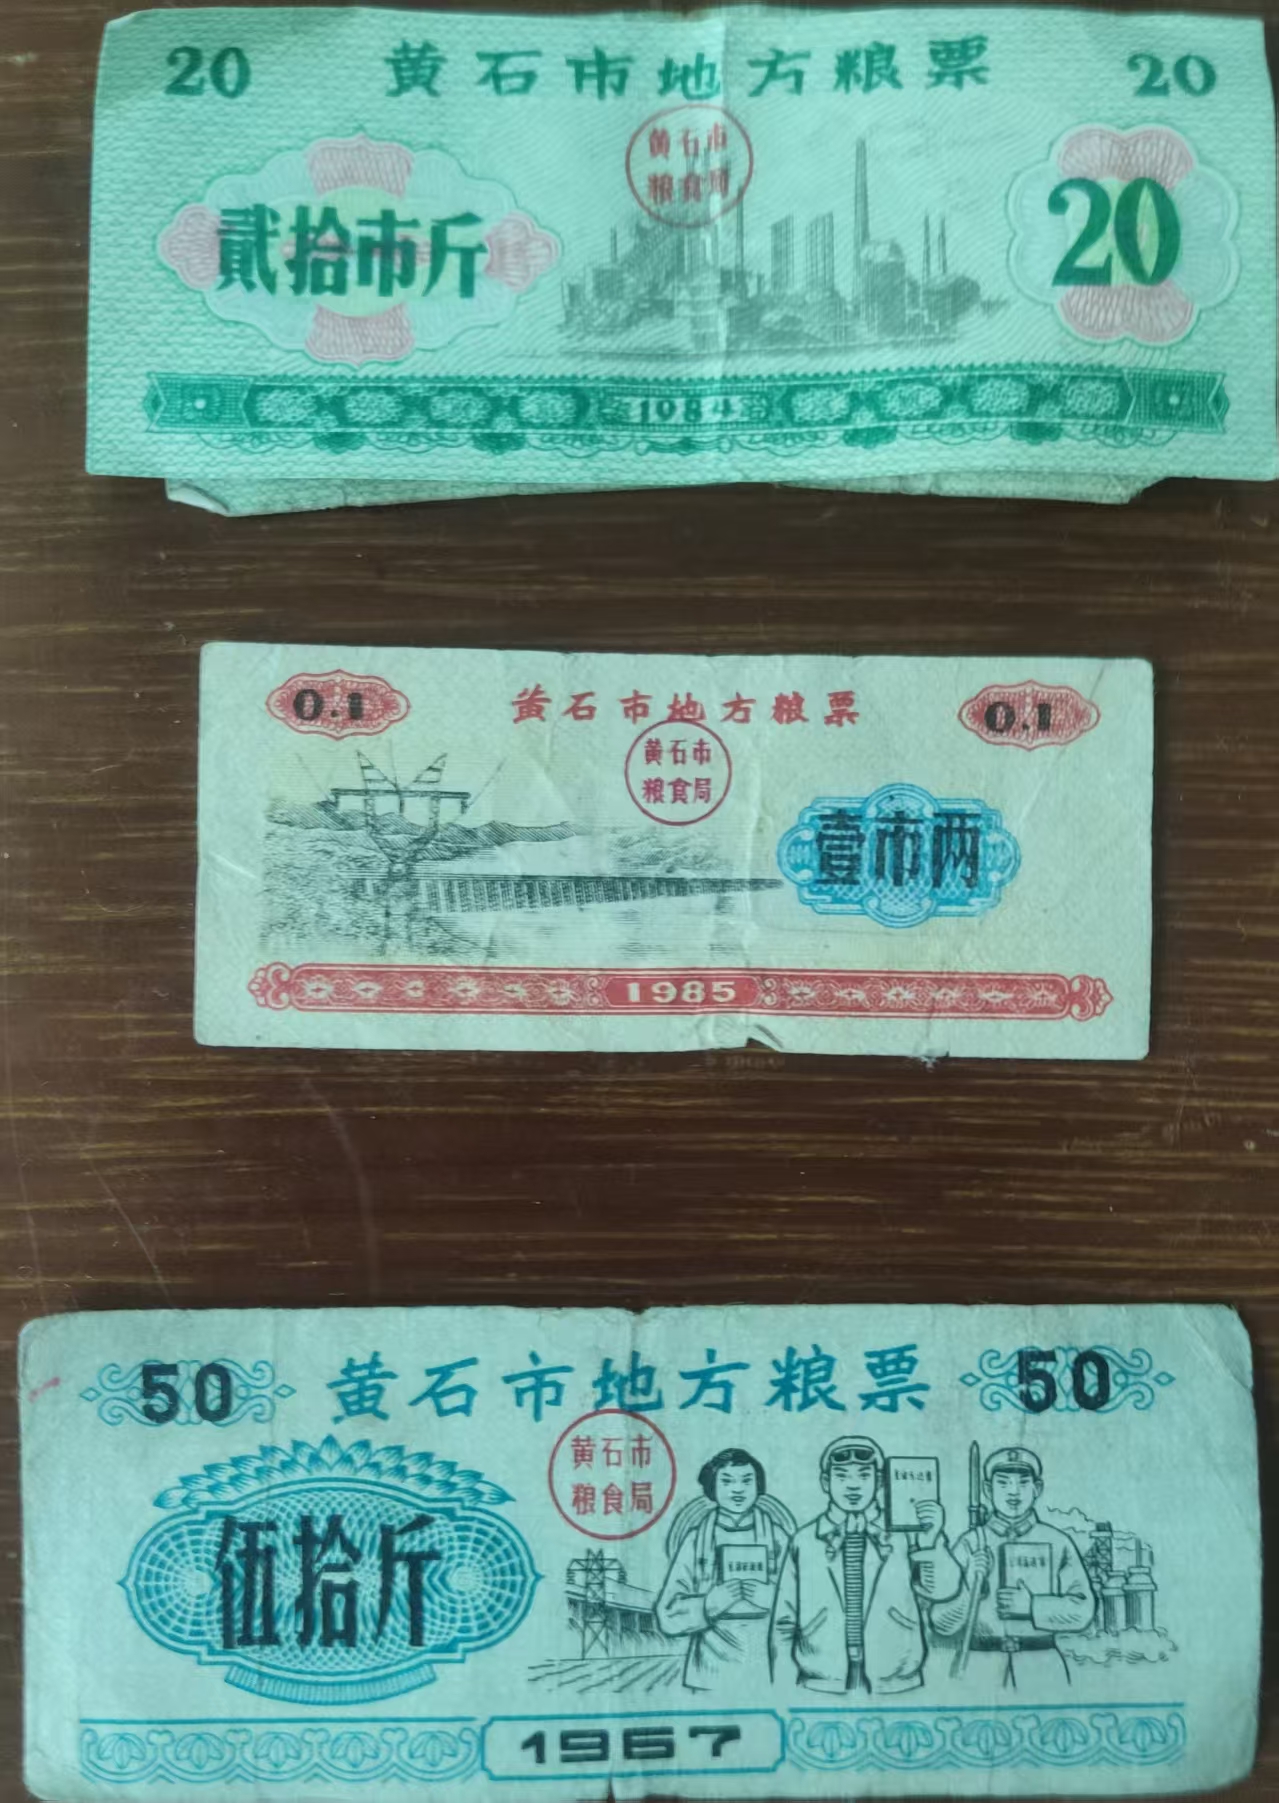 20 黄石市地方粮票 20
黄石市
粮食局
貳拾市斤
20
1984
0.1 黄石市地方粮票 0.1
黄石市
粮食局
壹市两
1985
50 黄石市地方粮票 50
黄石市
粮食局
伍拾斤
1967